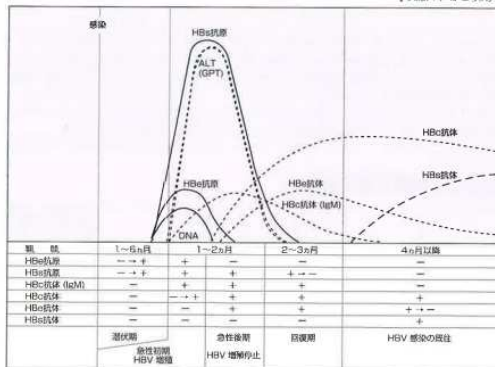 感染
HBs抗原
ALT
(GPT)
HBc抗体
HBs抗体
HBe抗原
HBe抗体
HBc抗体 (IgM)
DNA
1～6ヵ月 1～2ヵ月 2～3ヵ月 4ヵ月以降
HBe抗原 －→＋ ＋ － － －
HBs抗原 －→＋ ＋ ＋ ＋→－ －
HBc抗体 (IgM) － ＋ ＋ ＋ －
HBc抗体 － －→＋ ＋ ＋ ＋
HBe抗体 － － ＋ ＋ ＋→－
HBs抗体 － － － － ＋
潜伏期 急性後期 回復期 HBV 感染の既往
急性初期 HBV 増殖停止
HBV 増殖